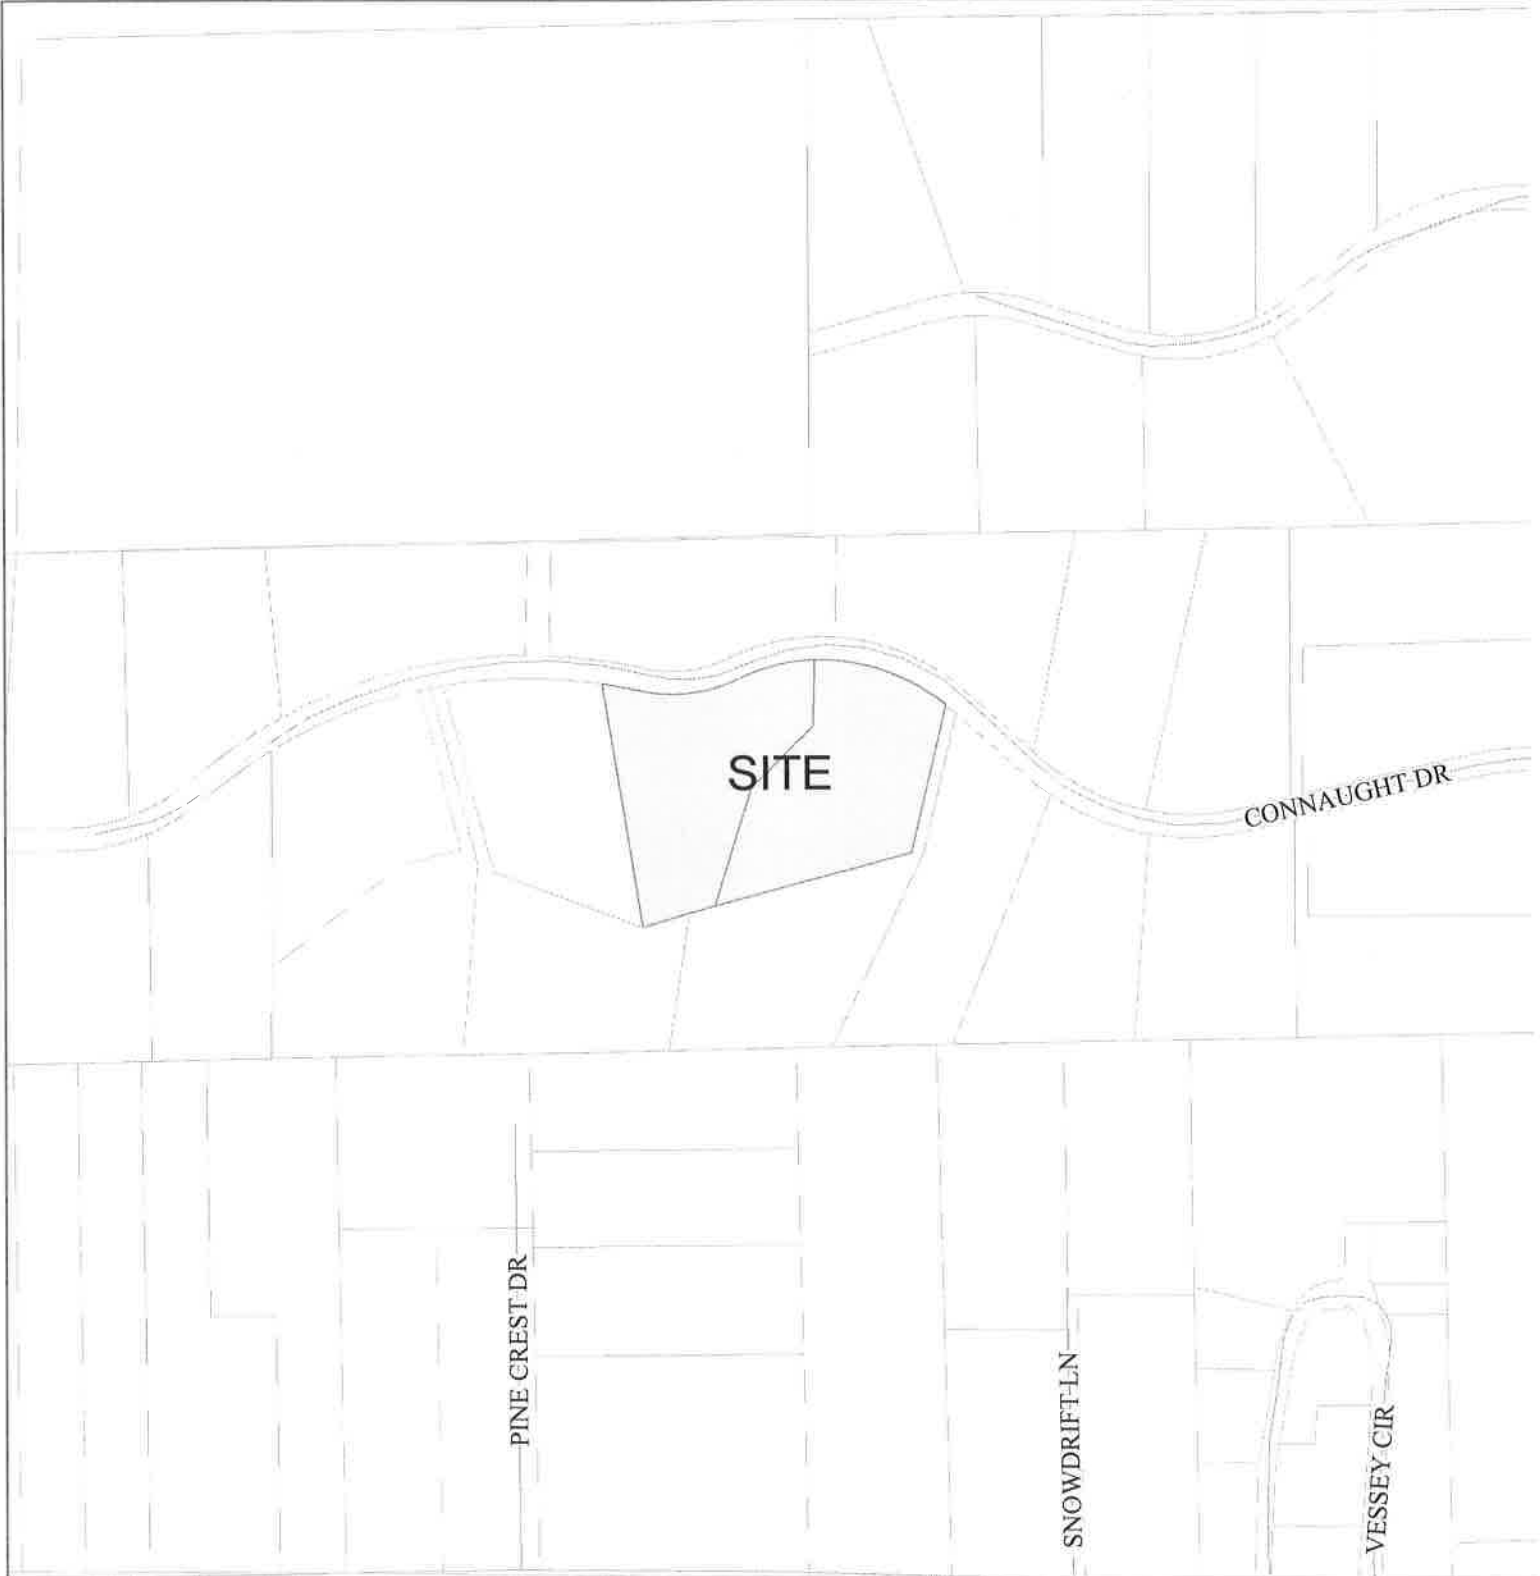 SITE
CONNAUGHT DR
PINE CREST DR
SNOWDRIFT LN
VESSEY CIR